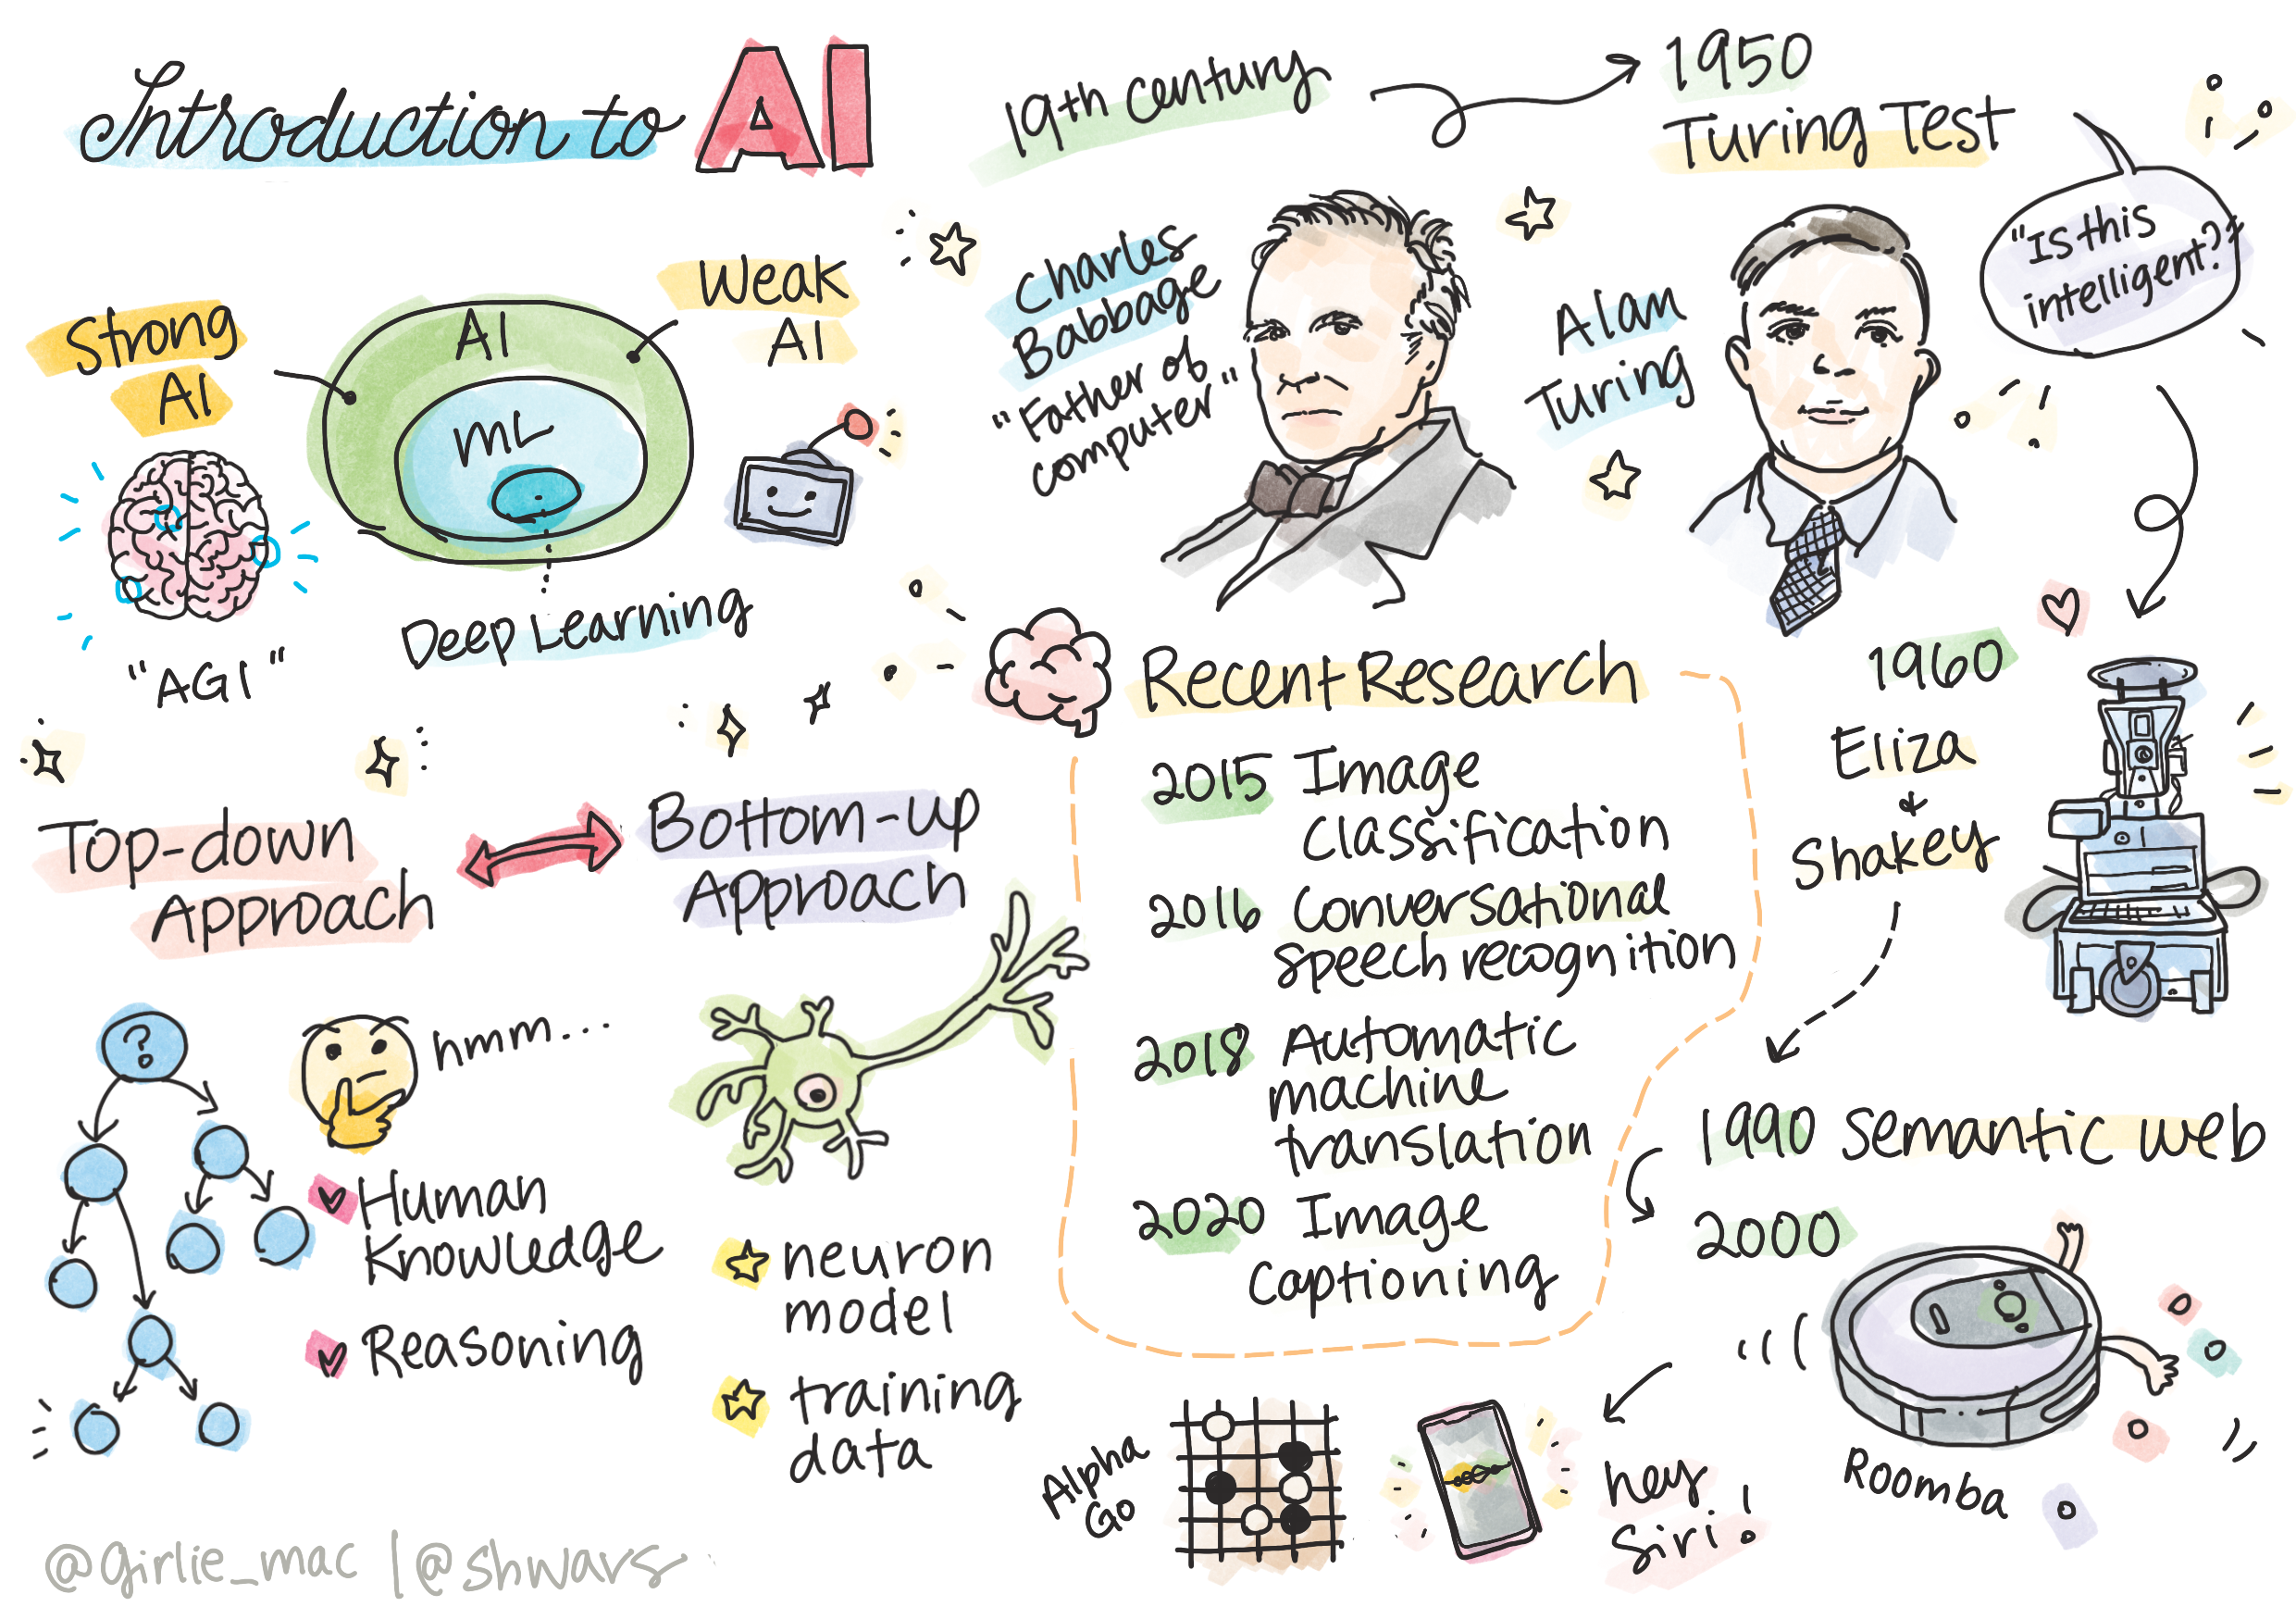 Introduction to AI
Strong
AI
"AGI"
AI
ML
Deep Learning
Weak
AI
19th century
Charles
Babbage
"Father of
computer"
1950
Turing Test
Alan
Turing
"Is this
intelligent?"
1960
Eliza
&
Shakey
1990 Semantic web
2000
Roomba
hey
Siri!
Alpha
Go
Recent Research
2015 Image
Classification
2016 Conversational
speech recognition
2018 Automatic
machine
translation
2020 Image
Captioning
Top-down
Approach
?
hmm...
Human
Knowledge
Reasoning
Bottom-up
Approach
neuron
model
training
data
@girlie_mac | @shwars